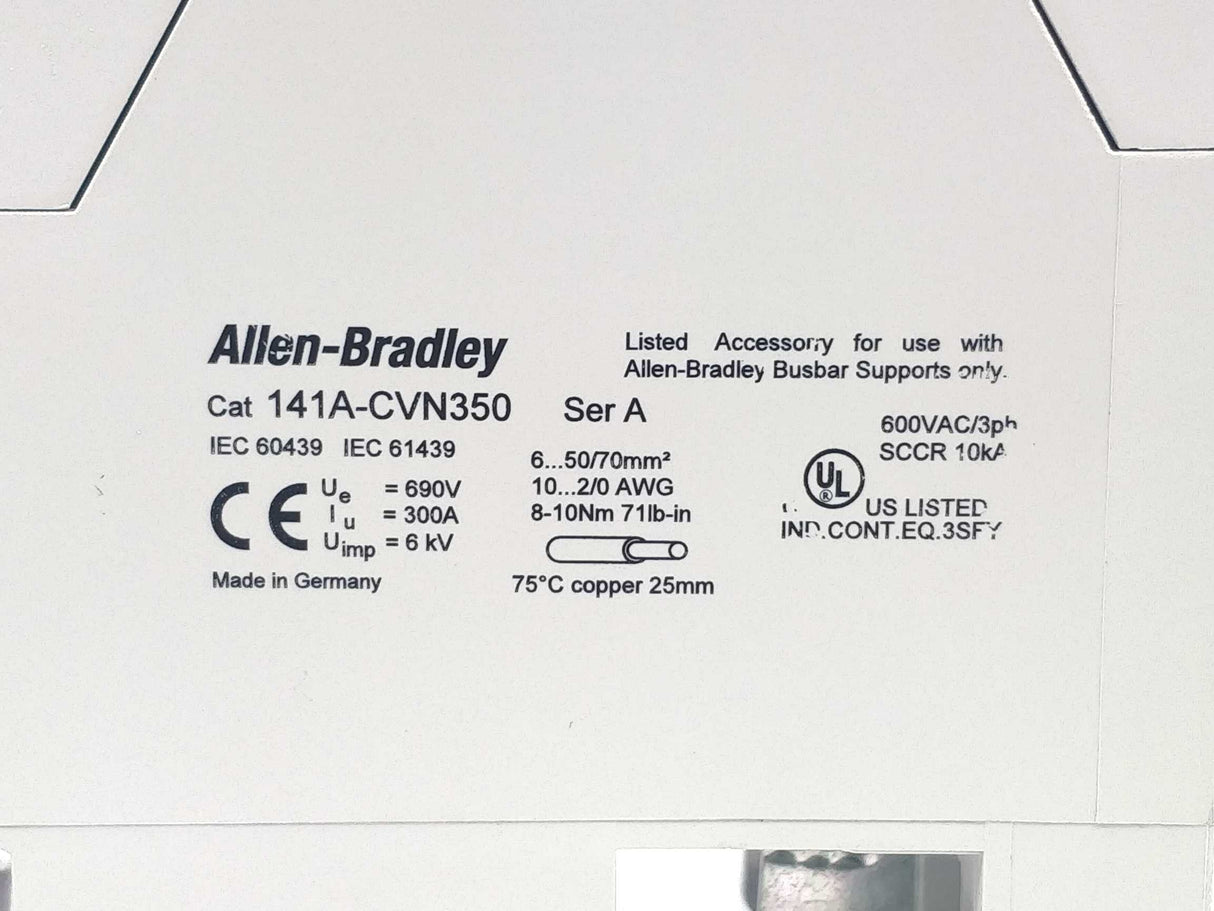 Allen-Bradley
Cat 141A-CVN350 Ser A
IEC 60439 IEC 61439
CE
Ue = 690V
Iu = 300A
Uimp = 6 kV
Made in Germany
6...50/70mm²
10...2/0 AWG
8-10Nm 71lb-in
75°C copper 25mm
Listed Accessory for use with
Allen-Bradley Busbar Supports only.
600VAC/3ph
SCCR 10kA
UL ®
US LISTED
IND.CONT.EQ.3SFY